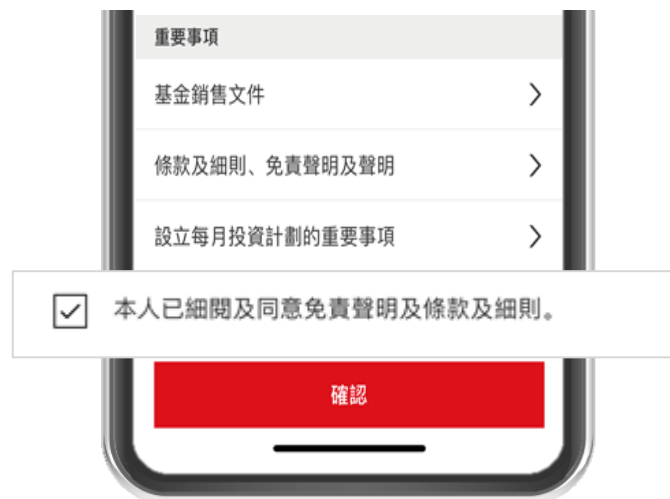 重要事項
基金銷售文件
條款及細則、免責聲明及聲明
設立每月投資計劃的重要事項
本人已細閱及同意免責聲明及條款及細則。
確認